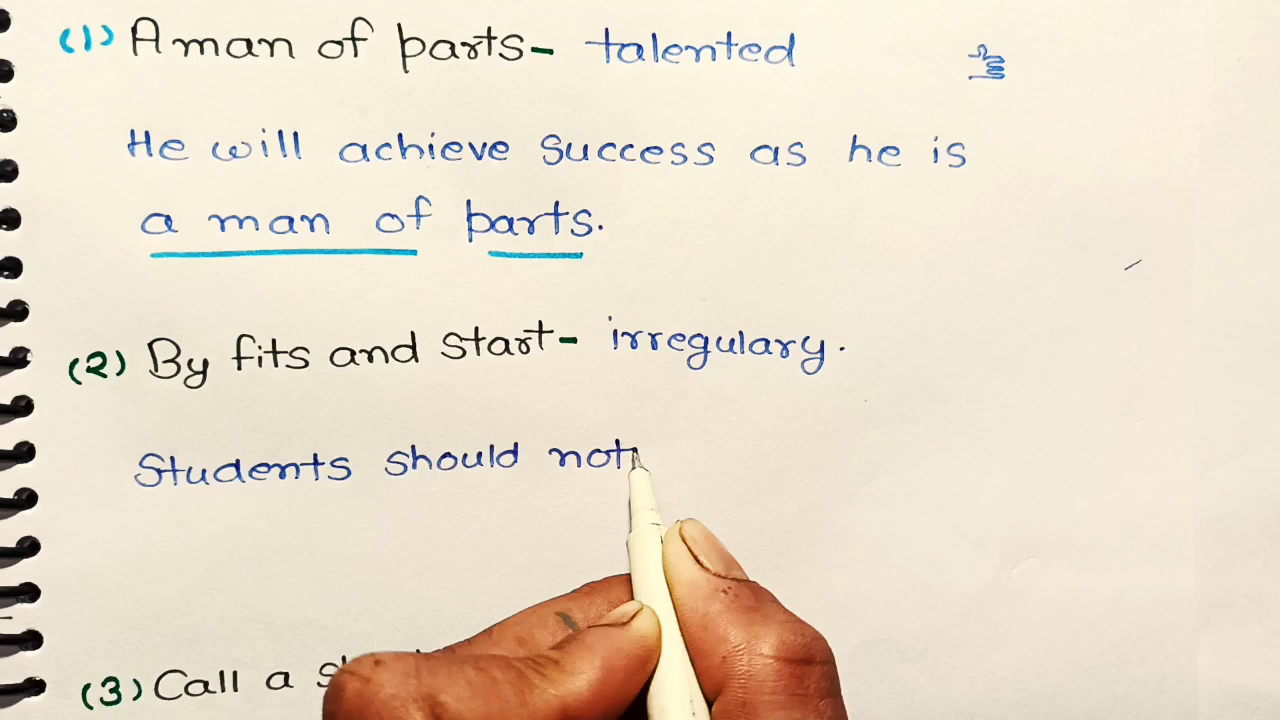 (1) A man of parts- talented
He will achieve success as he is
a man of parts.
(2) By fits and start- irregulary.
Students should not
(3) Call a